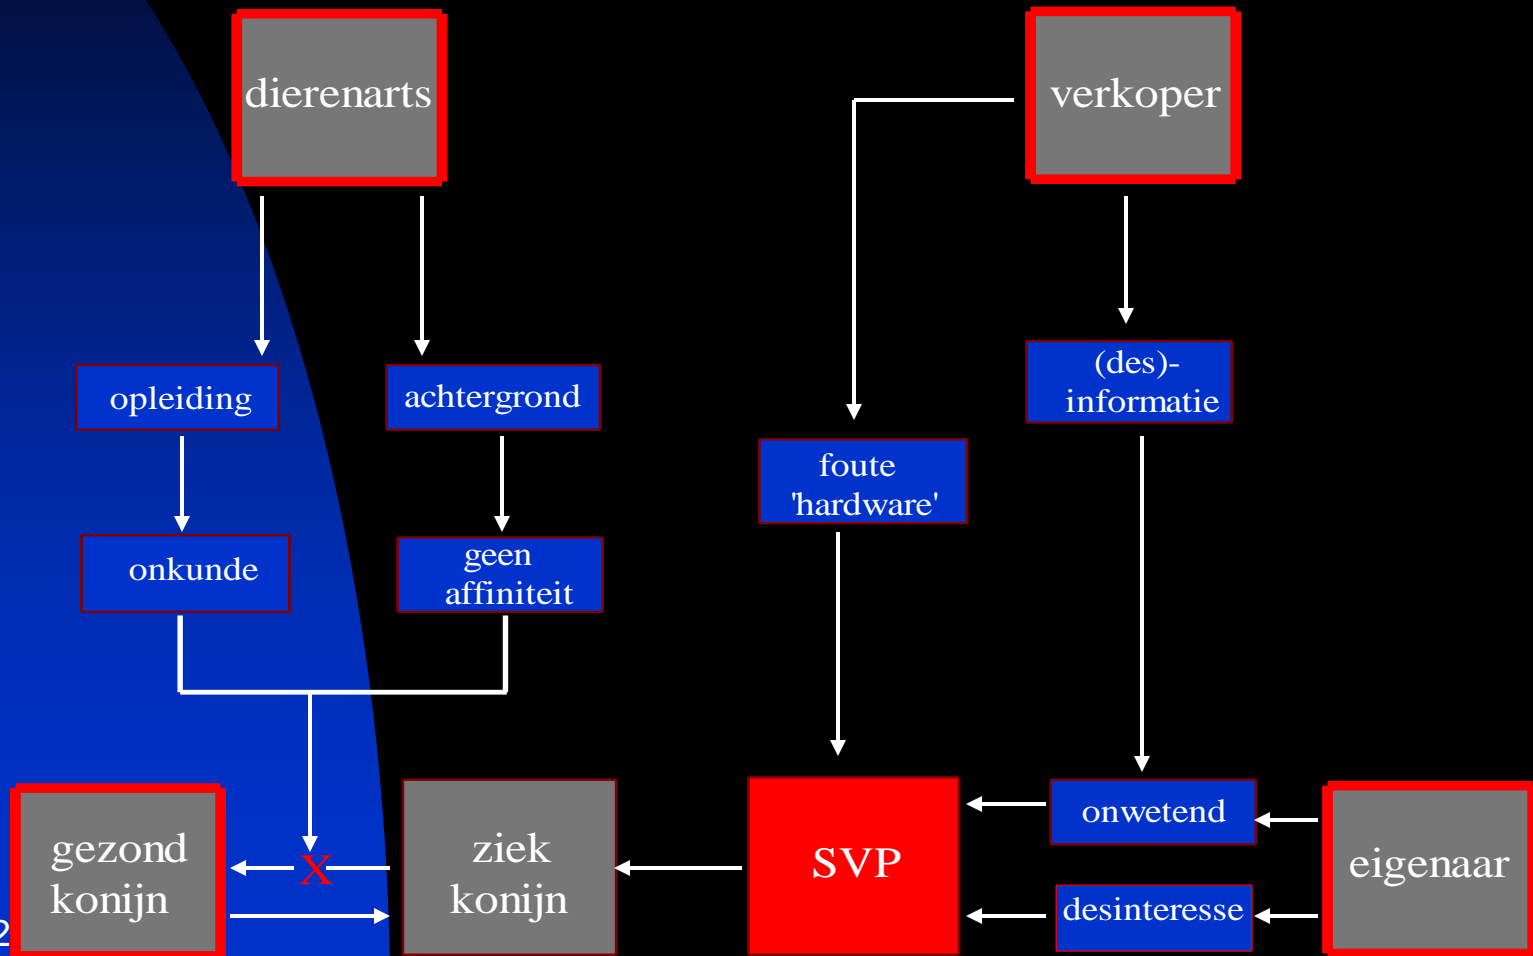 dierenarts
verkoper
opleiding
achtergrond
(des)-
informatie
foute
'hardware'
onkunde
geen
affiniteit
gezond
konijn
X
ziek
konijn
SVP
onwetend
desinteresse
eigenaar
2